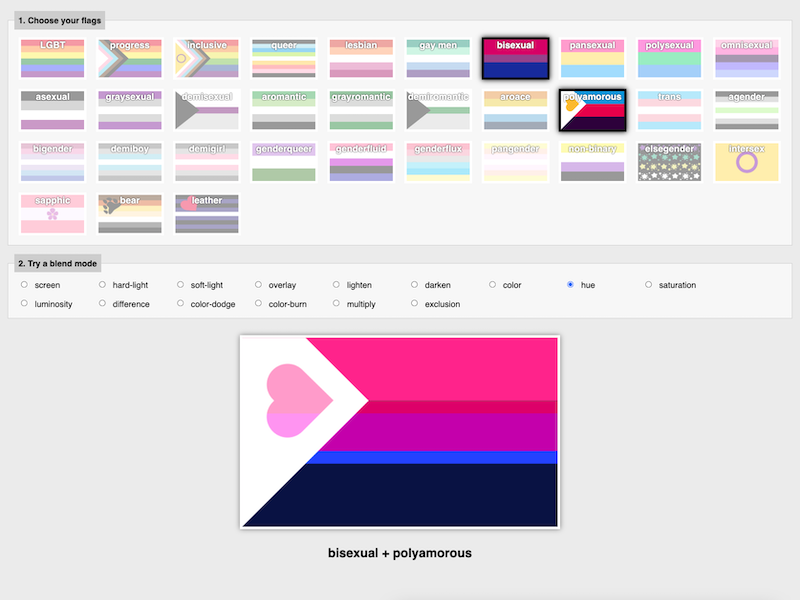 1. Choose your flags
LGBT progress inclusive queer lesbian gay men bisexual pansexual polysexual omnisexual
asexual graysexual demisexual aromantic grayromantic demiromantic aroace polyamorous trans agender
bigender demiboy demigirl genderqueer genderfluid genderflux pangender non-binary elsegender intersex
sapphic bear leather
2. Try a blend mode
screen hard-light soft-light overlay lighten darken color hue saturation
luminosity difference color-dodge color-burn multiply exclusion
bisexual + polyamorous